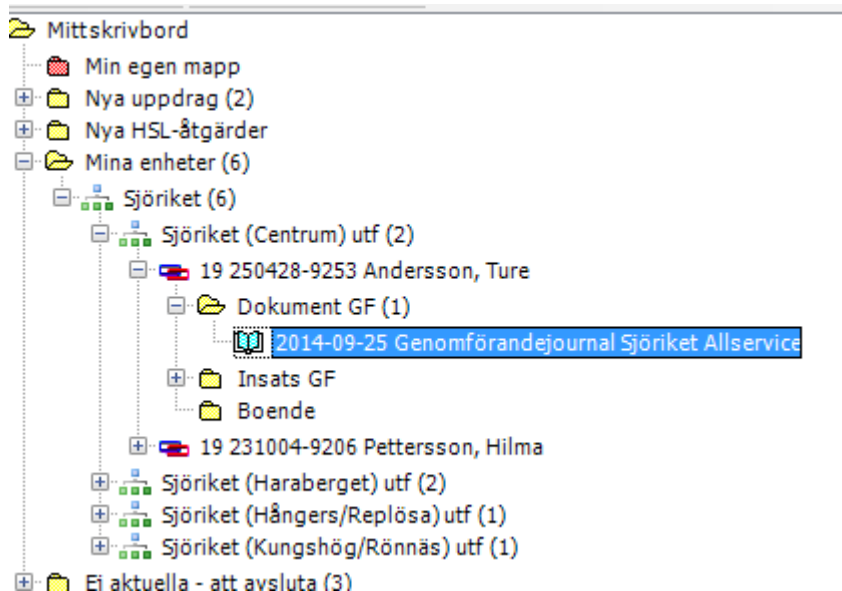 Mittskrivbord
Min egen mapp
Nya uppdrag (2)
Nya HSL-åtgärder
Mina enheter (6)
Sjöriket (6)
Sjöriket (Centrum) utf (2)
19 250428-9253 Andersson, Ture
Dokument GF (1)
2014-09-25 Genomförandejournal Sjöriket Allservice
Insats GF
Boende
19 231004-9206 Pettersson, Hilma
Sjöriket (Haraberget) utf (2)
Sjöriket (Hångers/Replösa) utf (1)
Sjöriket (Kungshög/Rönnäs) utf (1)
Ej aktuella - att avsluta (3)